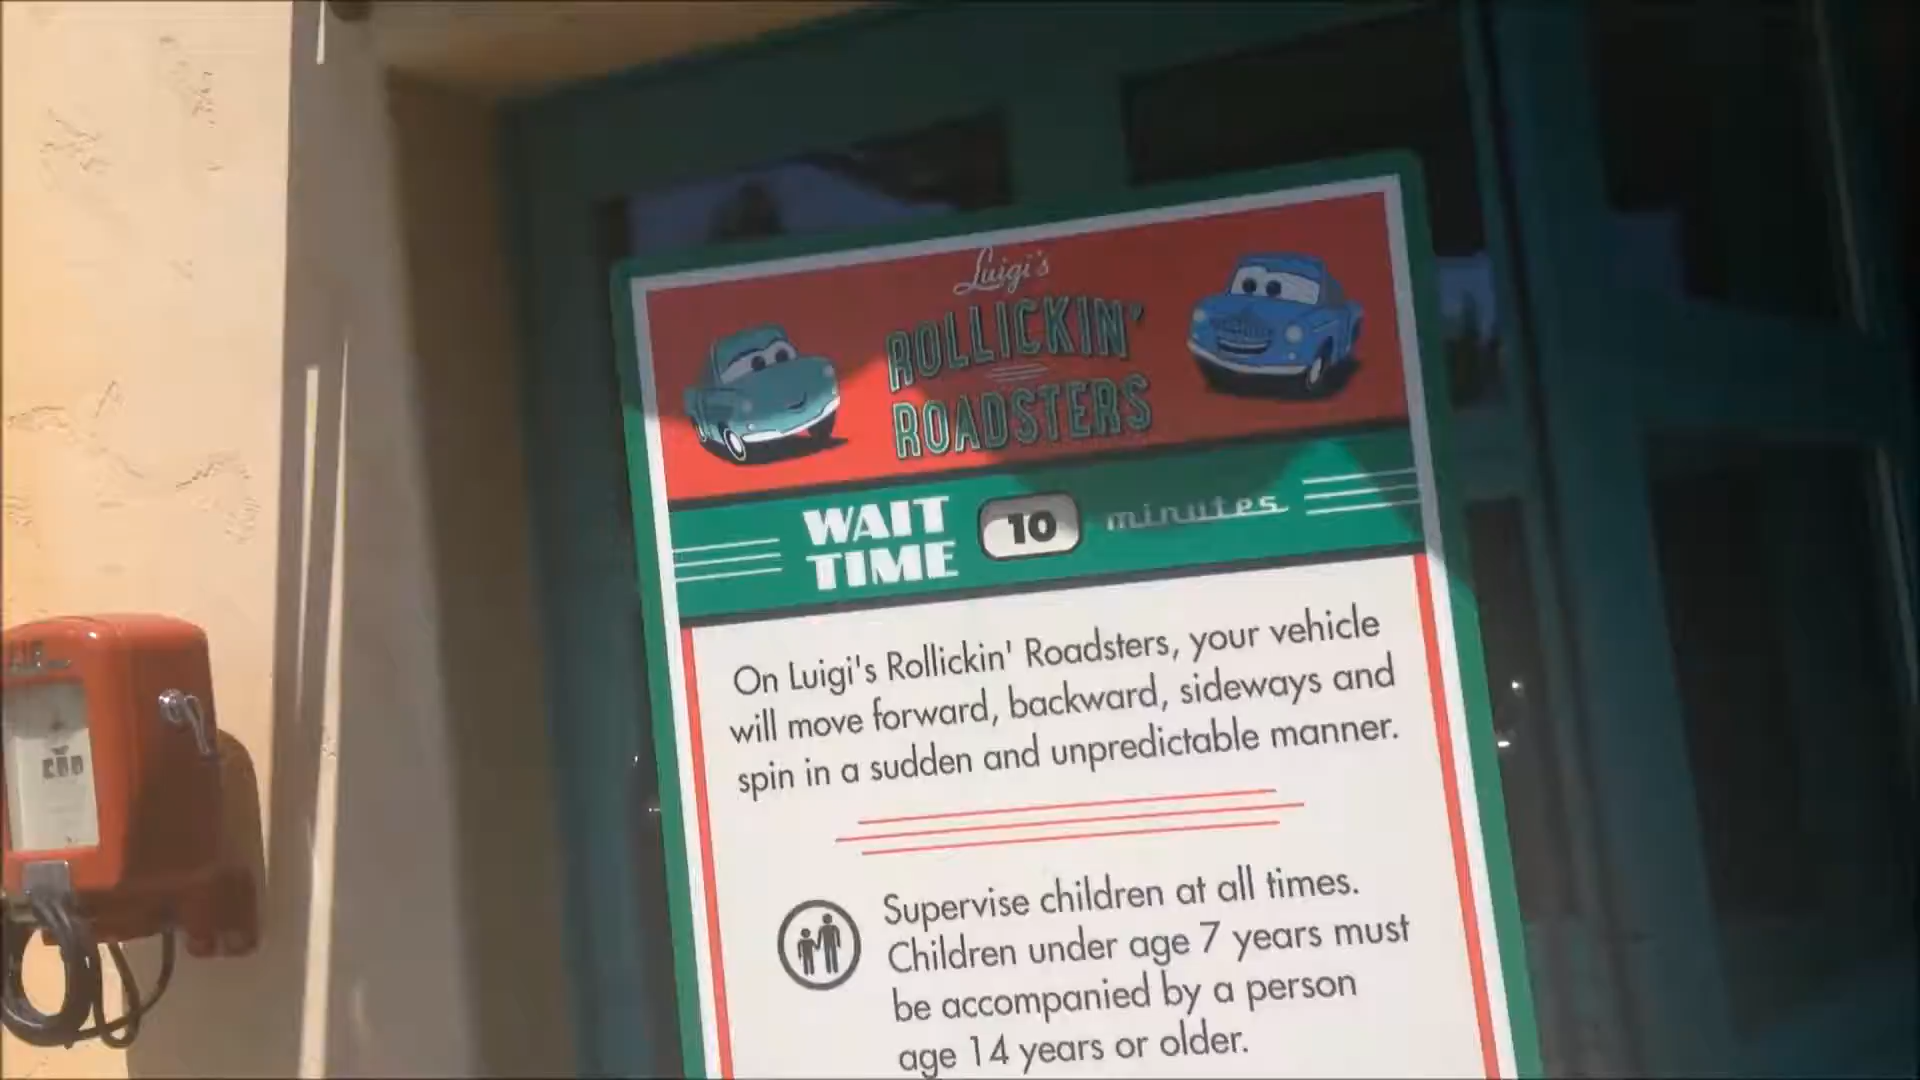 Luigi's
ROLLICKIN'
ROADSTERS
WAIT
TIME
10
minutes
On Luigi's Rollickin' Roadsters, your vehicle
will move forward, backward, sideways and
spin in a sudden and unpredictable manner.
Supervise children at all times.
Children under age 7 years must
be accompanied by a person
age 14 years or older.
AIR